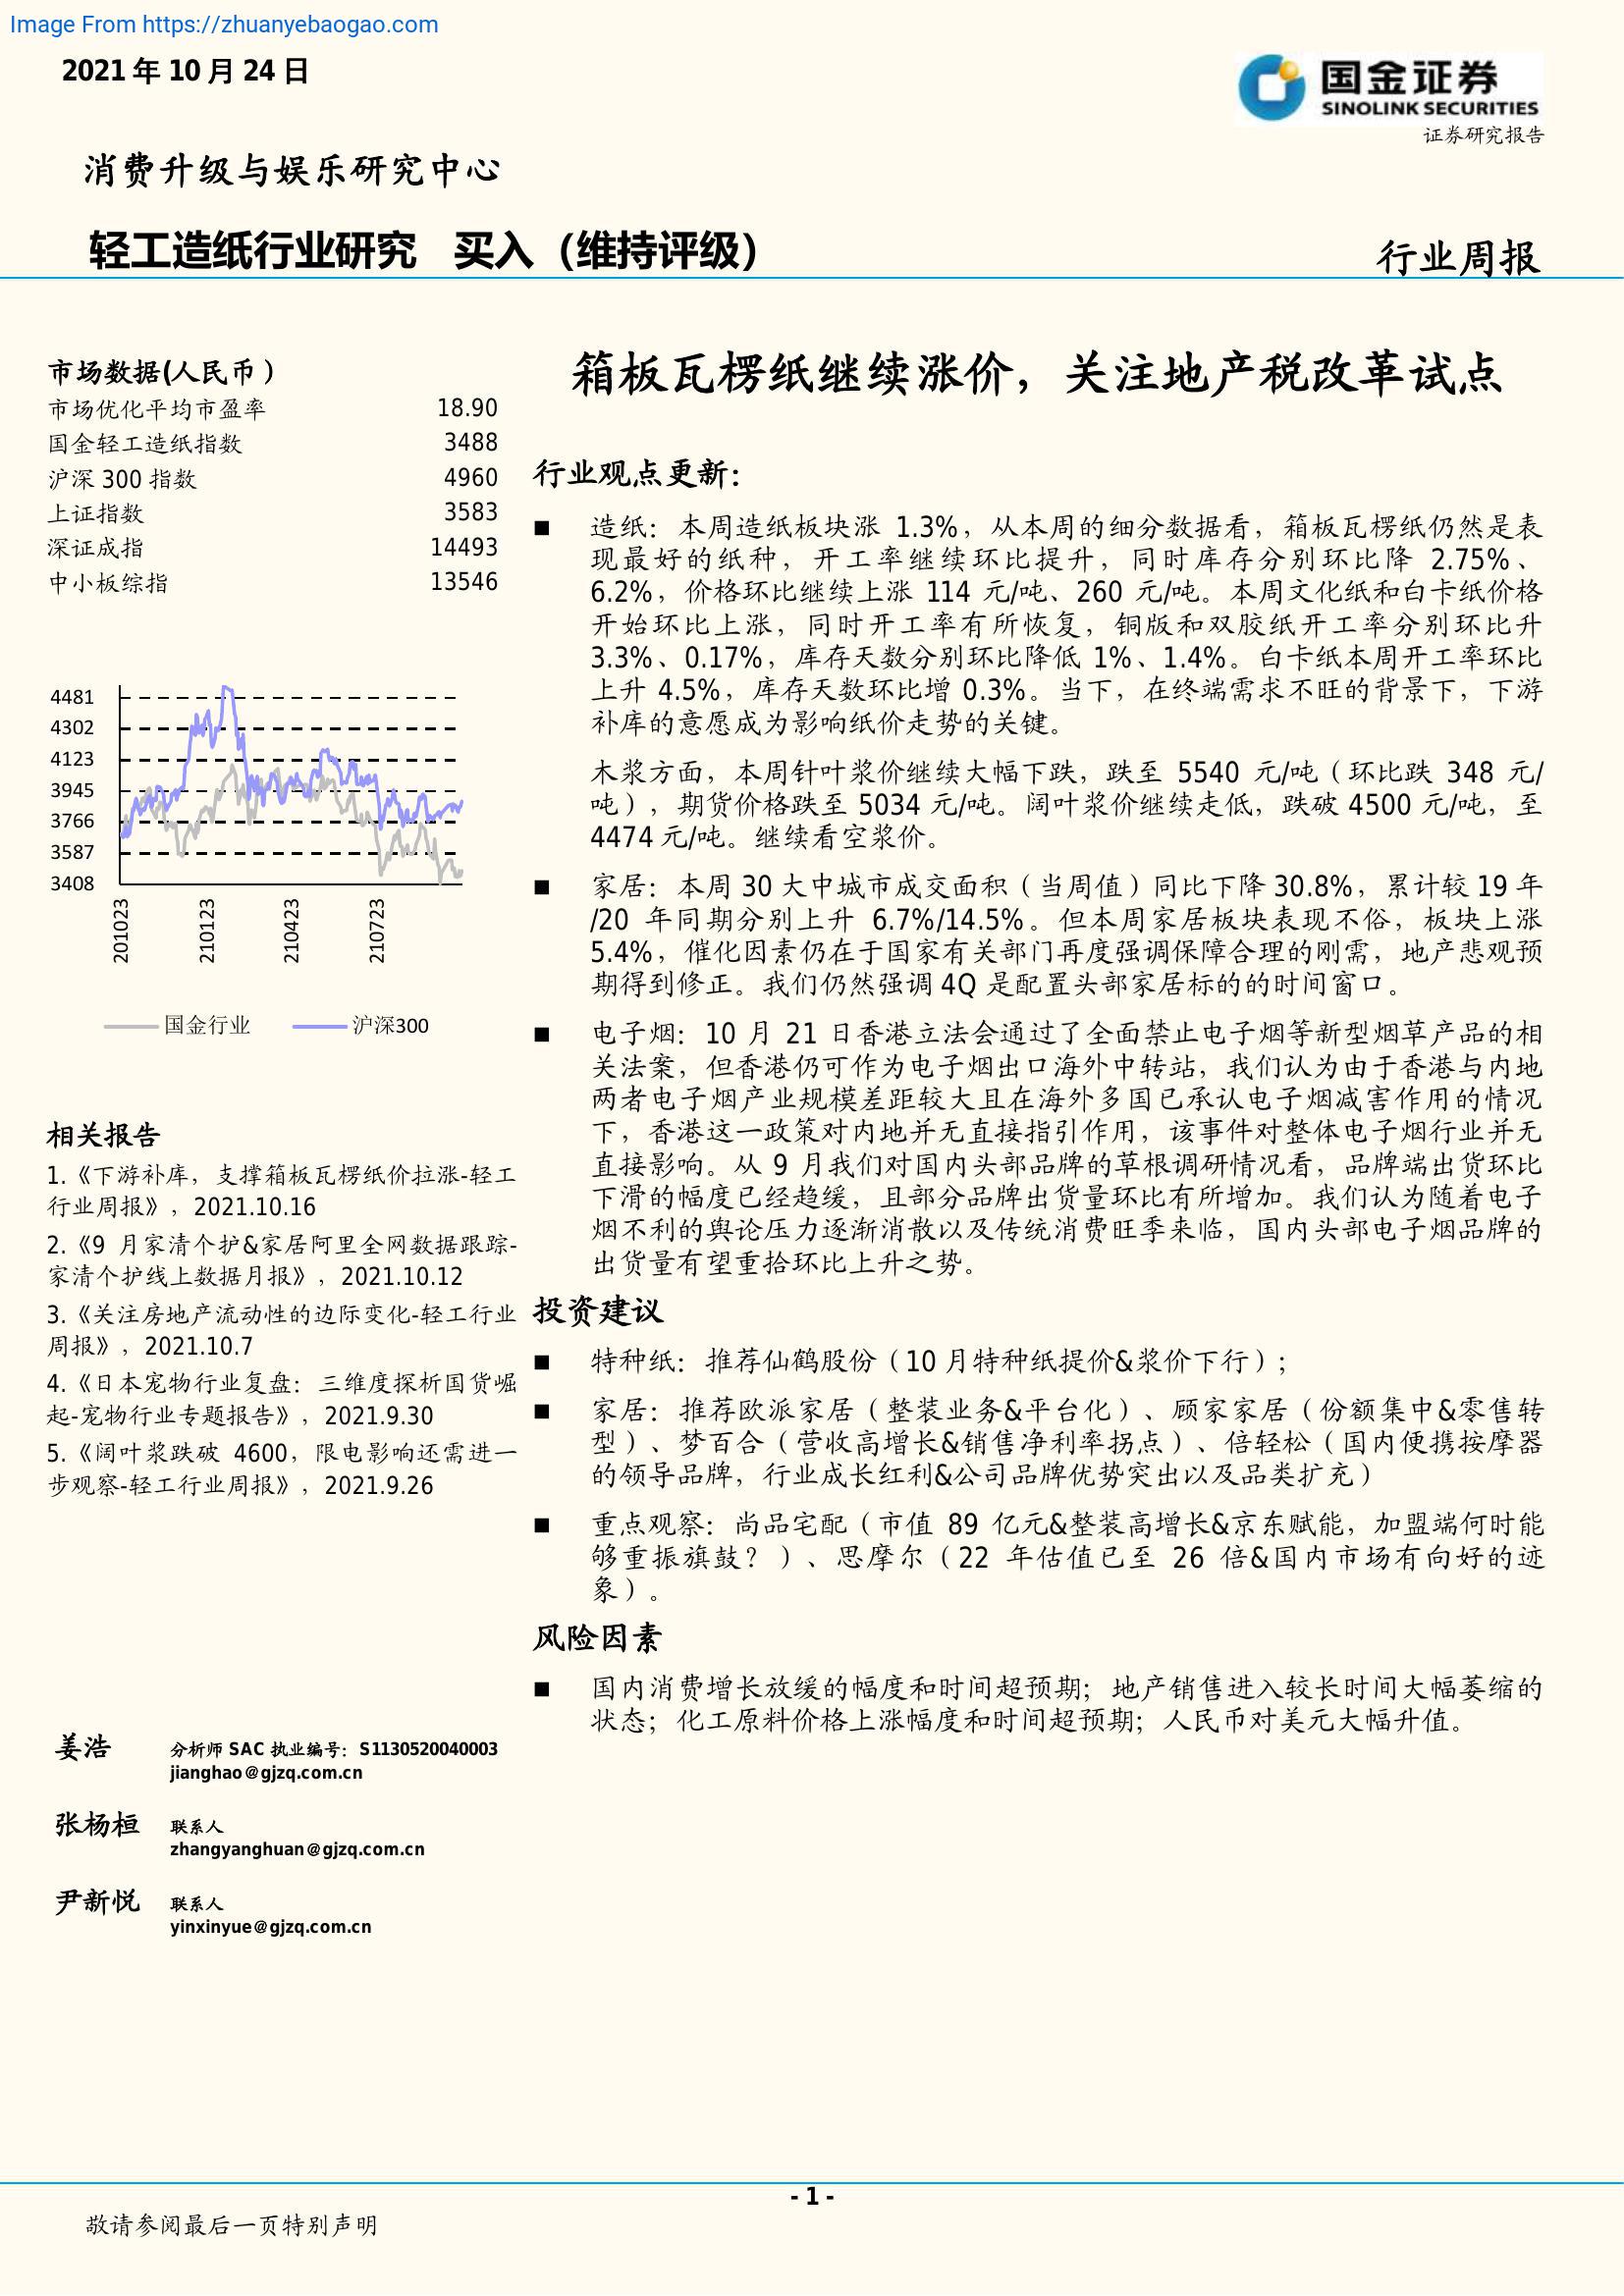 Image From https://zhuanyebaogao.com
2021 年 10 月 24 日
国金证券
SINOLINK SECURITIES
证券研究报告
消费升级与娱乐研究中心
轻工造纸行业研究 买入（维持评级）
行业周报
市场数据(人民币）
市场优化平均市盈率 18.90
国金轻工造纸指数 3488
沪深 300 指数 4960
上证指数 3583
深证成指 14493
中小板综指 13546
4481
4302
4123
3945
3766
3587
3408
201023
210123
210423
210723
国金行业 沪深300
相关报告
1.《下游补库，支撑箱板瓦楞纸价拉涨-轻工
行业周报》，2021.10.16
2.《9 月家清个护&家居阿里全网数据跟踪-
家清个护线上数据月报》，2021.10.12
3.《关注房地产流动性的边际变化-轻工行业
周报》，2021.10.7
4.《日本宠物行业复盘：三维度探析国货崛
起-宠物行业专题报告》，2021.9.30
5.《阔叶浆跌破 4600，限电影响还需进一
步观察-轻工行业周报》，2021.9.26
姜浩 分析师 SAC 执业编号：S1130520040003
jianghao@gjzq.com.cn
张杨桓 联系人
zhangyanghuan@gjzq.com.cn
尹新悦 联系人
yinxinyue@gjzq.com.cn
箱板瓦楞纸继续涨价，关注地产税改革试点
行业观点更新：
■ 造纸：本周造纸板块涨 1.3%，从本周的细分数据看，箱板瓦楞纸仍然是表
现最好的纸种，开工率继续环比提升，同时库存分别环比降 2.75%、
6.2%，价格环比继续上涨 114 元/吨、260 元/吨。本周文化纸和白卡纸价格
开始环比上涨，同时开工率有所恢复，铜版和双胶纸开工率分别环比升
3.3%、0.17%，库存天数分别环比降低 1%、1.4%。白卡纸本周开工率环比
上升 4.5%，库存天数环比增 0.3%。当下，在终端需求不旺的背景下，下游
补库的意愿成为影响纸价走势的关键。
木浆方面，本周针叶浆价继续大幅下跌，跌至 5540 元/吨（环比跌 348 元/
吨），期货价格跌至 5034 元/吨。阔叶浆价继续走低，跌破 4500 元/吨，至
4474 元/吨。继续看空浆价。
■ 家居：本周 30 大中城市成交面积（当周值）同比下降 30.8%，累计较 19 年
/20 年同期分别上升 6.7%/14.5%。但本周家居板块表现不俗，板块上涨
5.4%，催化因素仍在于国家有关部门再度强调保障合理的刚需，地产悲观预
期得到修正。我们仍然强调 4Q 是配置头部家居标的的时间窗口。
■ 电子烟：10 月 21 日香港立法会通过了全面禁止电子烟等新型烟草产品的相
关法案，但香港仍可作为电子烟出口海外中转站，我们认为由于香港与内地
两者电子烟产业规模差距较大且在海外多国已承认电子烟减害作用的情况
下，香港这一政策对内地并无直接指引作用，该事件对整体电子烟行业并无
直接影响。从 9 月我们对国内头部品牌的草根调研情况看，品牌端出货环比
下滑的幅度已经趋缓，且部分品牌出货量环比有所增加。我们认为随着电子
烟不利的舆论压力逐渐消散以及传统消费旺季来临，国内头部电子烟品牌的
出货量有望重拾环比上升之势。
投资建议
■ 特种纸：推荐仙鹤股份（10 月特种纸提价&浆价下行）；
■ 家居：推荐欧派家居（整装业务&平台化）、顾家家居（份额集中&零售转
型）、梦百合（营收高增长&销售净利率拐点）、倍轻松（国内便携按摩器
的领导品牌，行业成长红利&公司品牌优势突出以及品类扩充）
■ 重点观察：尚品宅配（市值 89 亿元&整装高增长&京东赋能，加盟端何时能
够重振旗鼓？）、思摩尔（22 年估值已至 26 倍&国内市场有向好的迹
象）。
风险因素
■ 国内消费增长放缓的幅度和时间超预期；地产销售进入较长时间大幅萎缩的
状态；化工原料价格上涨幅度和时间超预期；人民币对美元大幅升值。
- 1 -
敬请参阅最后一页特别声明